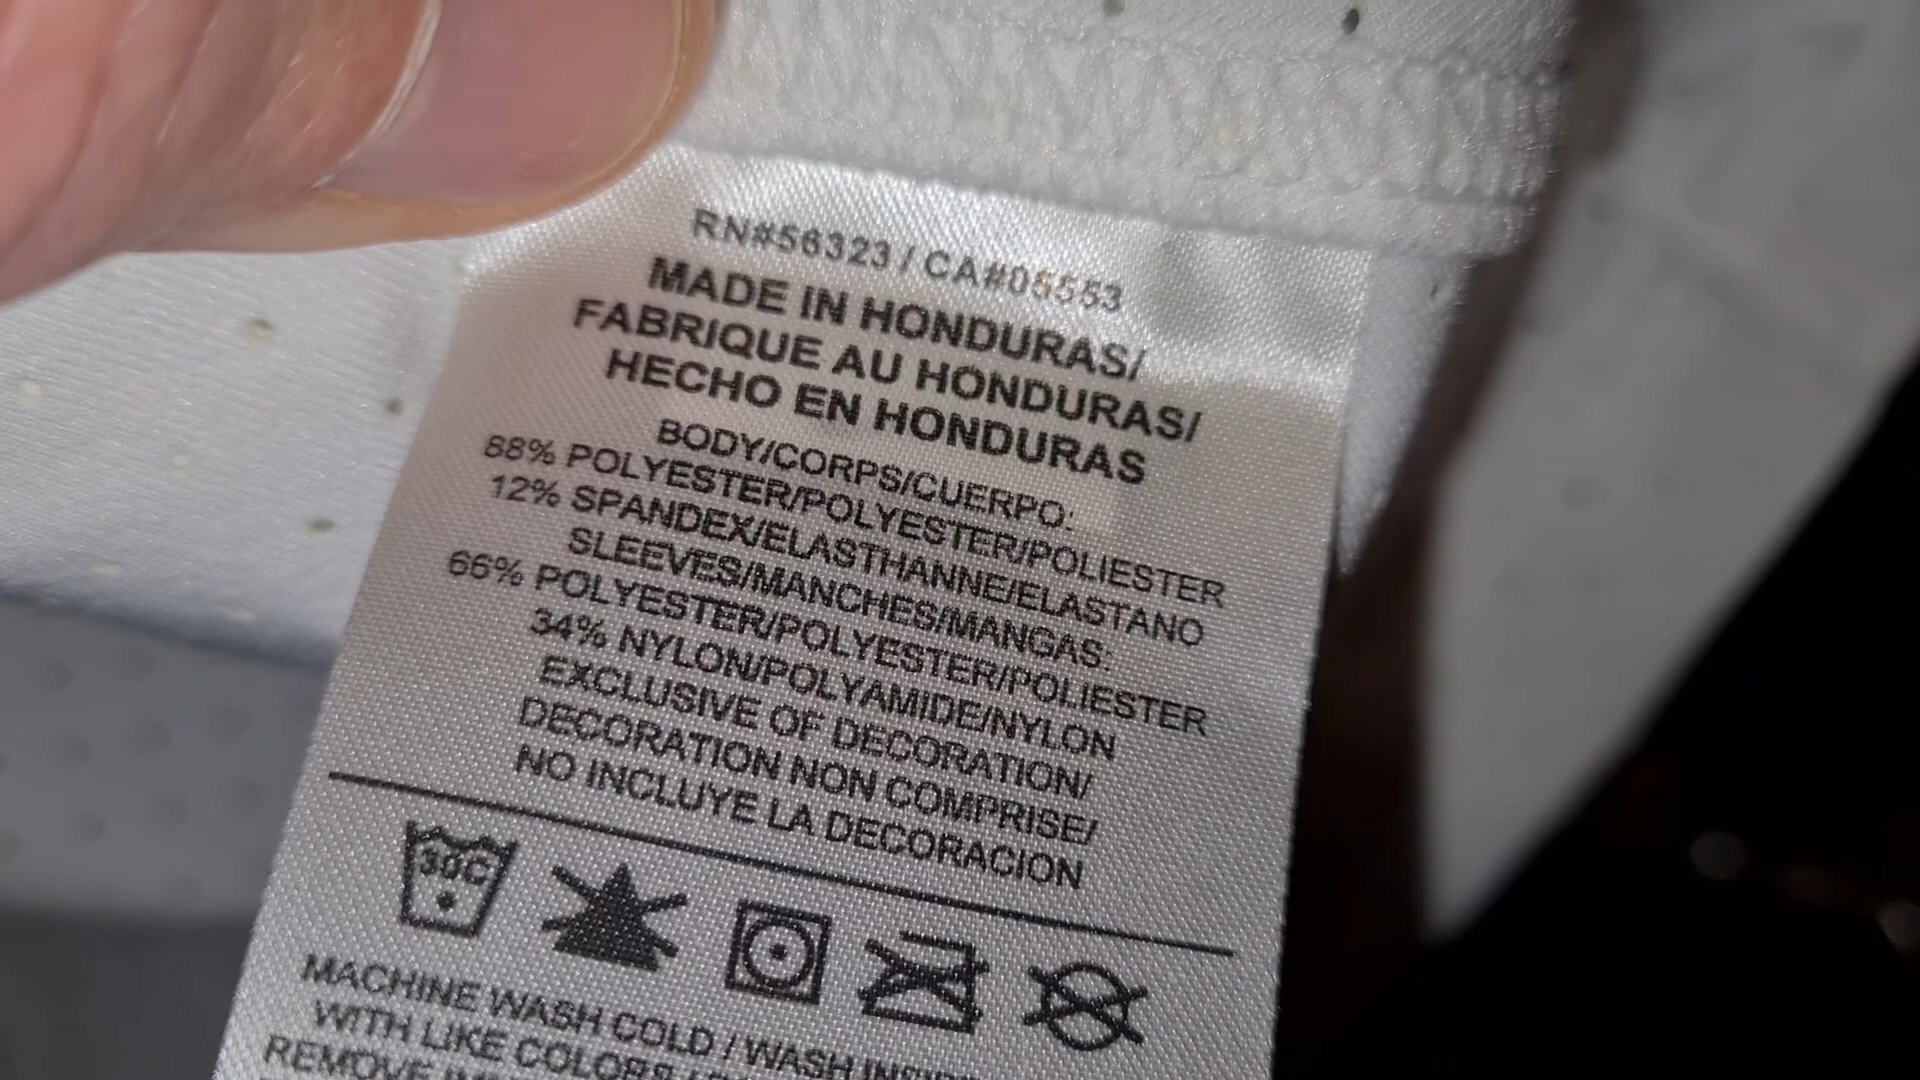 RN#56323 / CA#05553
MADE IN HONDURAS/
FABRIQUE AU HONDURAS/
HECHO EN HONDURAS
BODY/CORPS/CUERPO:
88% POLYESTER/POLYESTER/POLIESTER
12% SPANDEX/ELASTHANNE/ELASTANO
SLEEVES/MANCHES/MANGAS:
66% POLYESTER/POLYESTER/POLIESTER
34% NYLON/POLYAMIDE/NYLON
EXCLUSIVE OF DECORATION/
DECORATION NON COMPRISE/
NO INCLUYE LA DECORACION
30C
MACHINE WASH COLD / WASH
WITH LIKE COLORS /
REMOVE